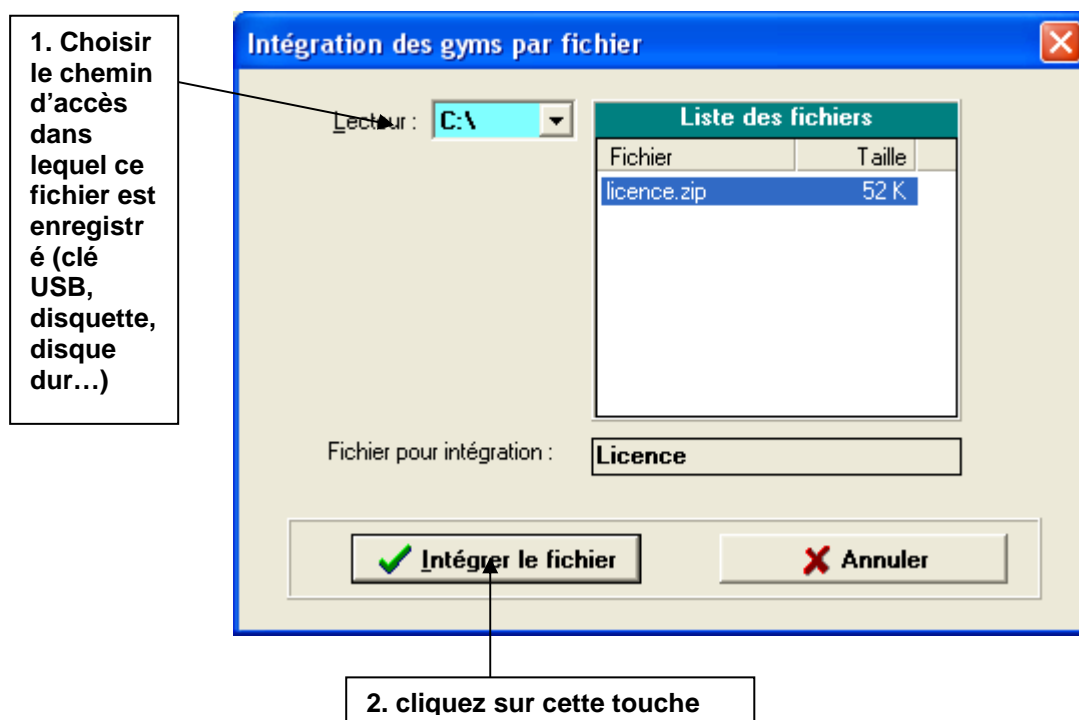 1. Choisir
le chemin
d’accès
dans
lequel ce
fichier est
enregistr
é (clé
USB,
disquette,
disque
dur…)
Intégration des gyms par fichier
Lecteur : C:\
Liste des fichiers
Fichier Taille
licence.zip 52 K
Fichier pour intégration : Licence
Intégrer le fichier Annuler
2. cliquez sur cette touche